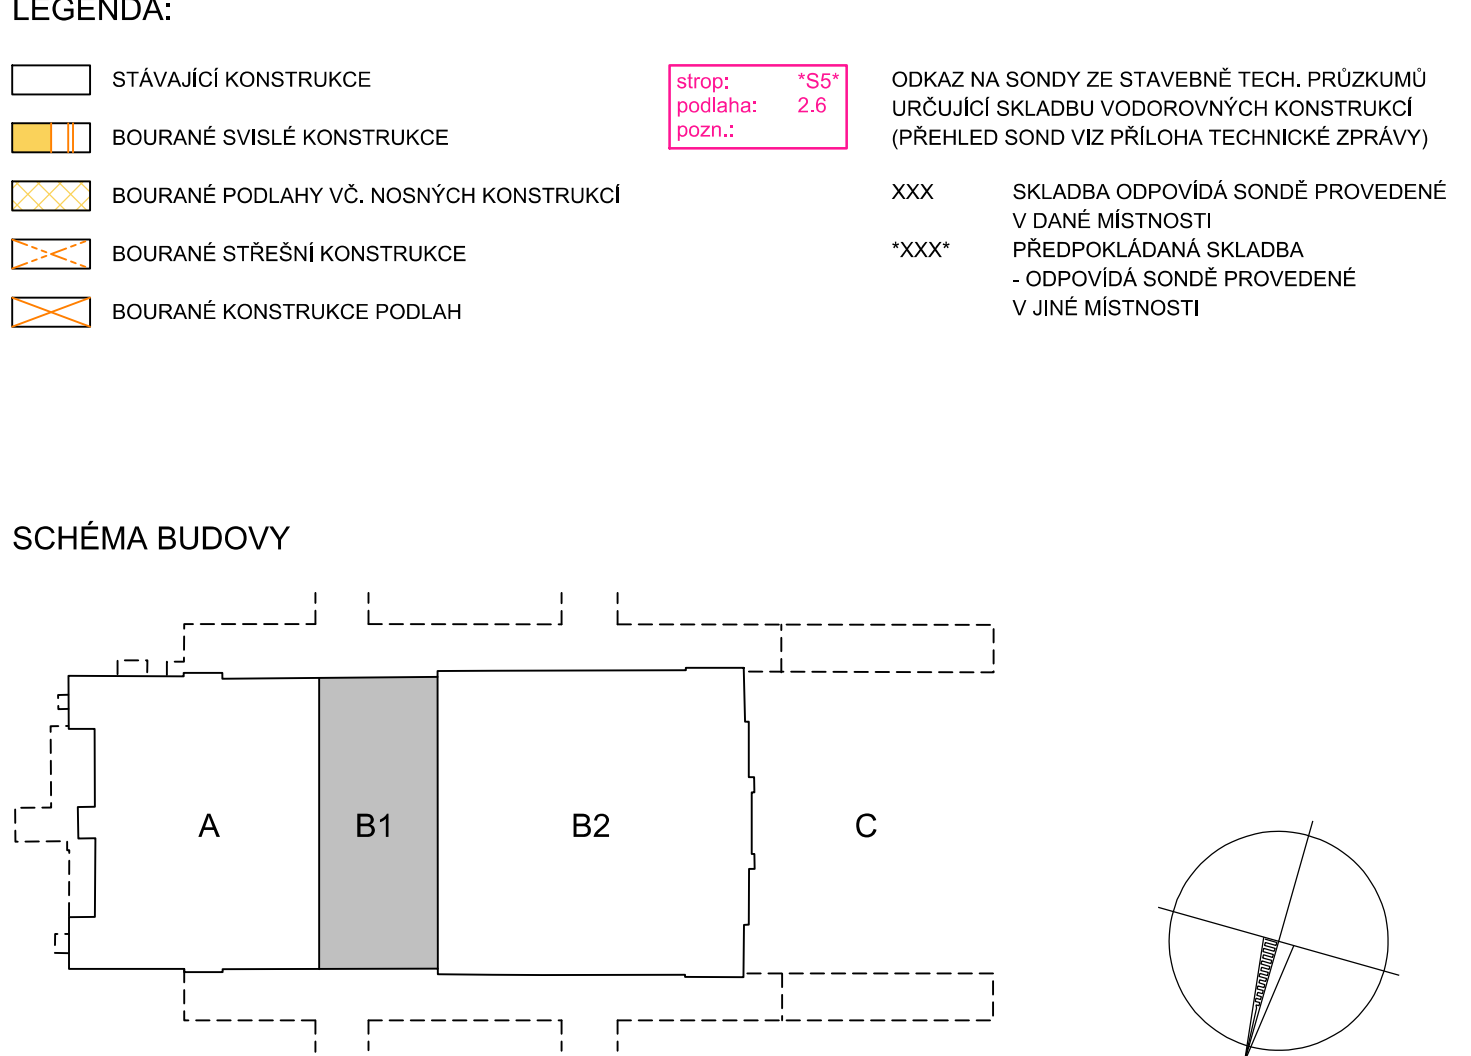 LEGENDA:
STÁVAJÍCÍ KONSTRUKCE
BOURANÉ SVISLÉ KONSTRUKCE
BOURANÉ PODLAHY VČ. NOSNÝCH KONSTRUKCÍ
BOURANÉ STŘEŠNÍ KONSTRUKCE
BOURANÉ KONSTRUKCE PODLAH
strop: *S5*
podlaha: 2.6
pozn.:
ODKAZ NA SONDY ZE STAVEBNĚ TECH. PRŮZKUMŮ
URČUJÍCÍ SKLADBU VODOROVNÝCH KONSTRUKCÍ
(PŘEHLED SOND VIZ PŘÍLOHA TECHNICKÉ ZPRÁVY)
XXX SKLADBA ODPOVÍDÁ SONDĚ PROVEDENÉ
V DANÉ MÍSTNOSTI
*XXX* PŘEDPOKLÁDANÁ SKLADBA
- ODPOVÍDÁ SONDĚ PROVEDENÉ
V JINÉ MÍSTNOSTI
SCHÉMA BUDOVY
A B1 B2 C